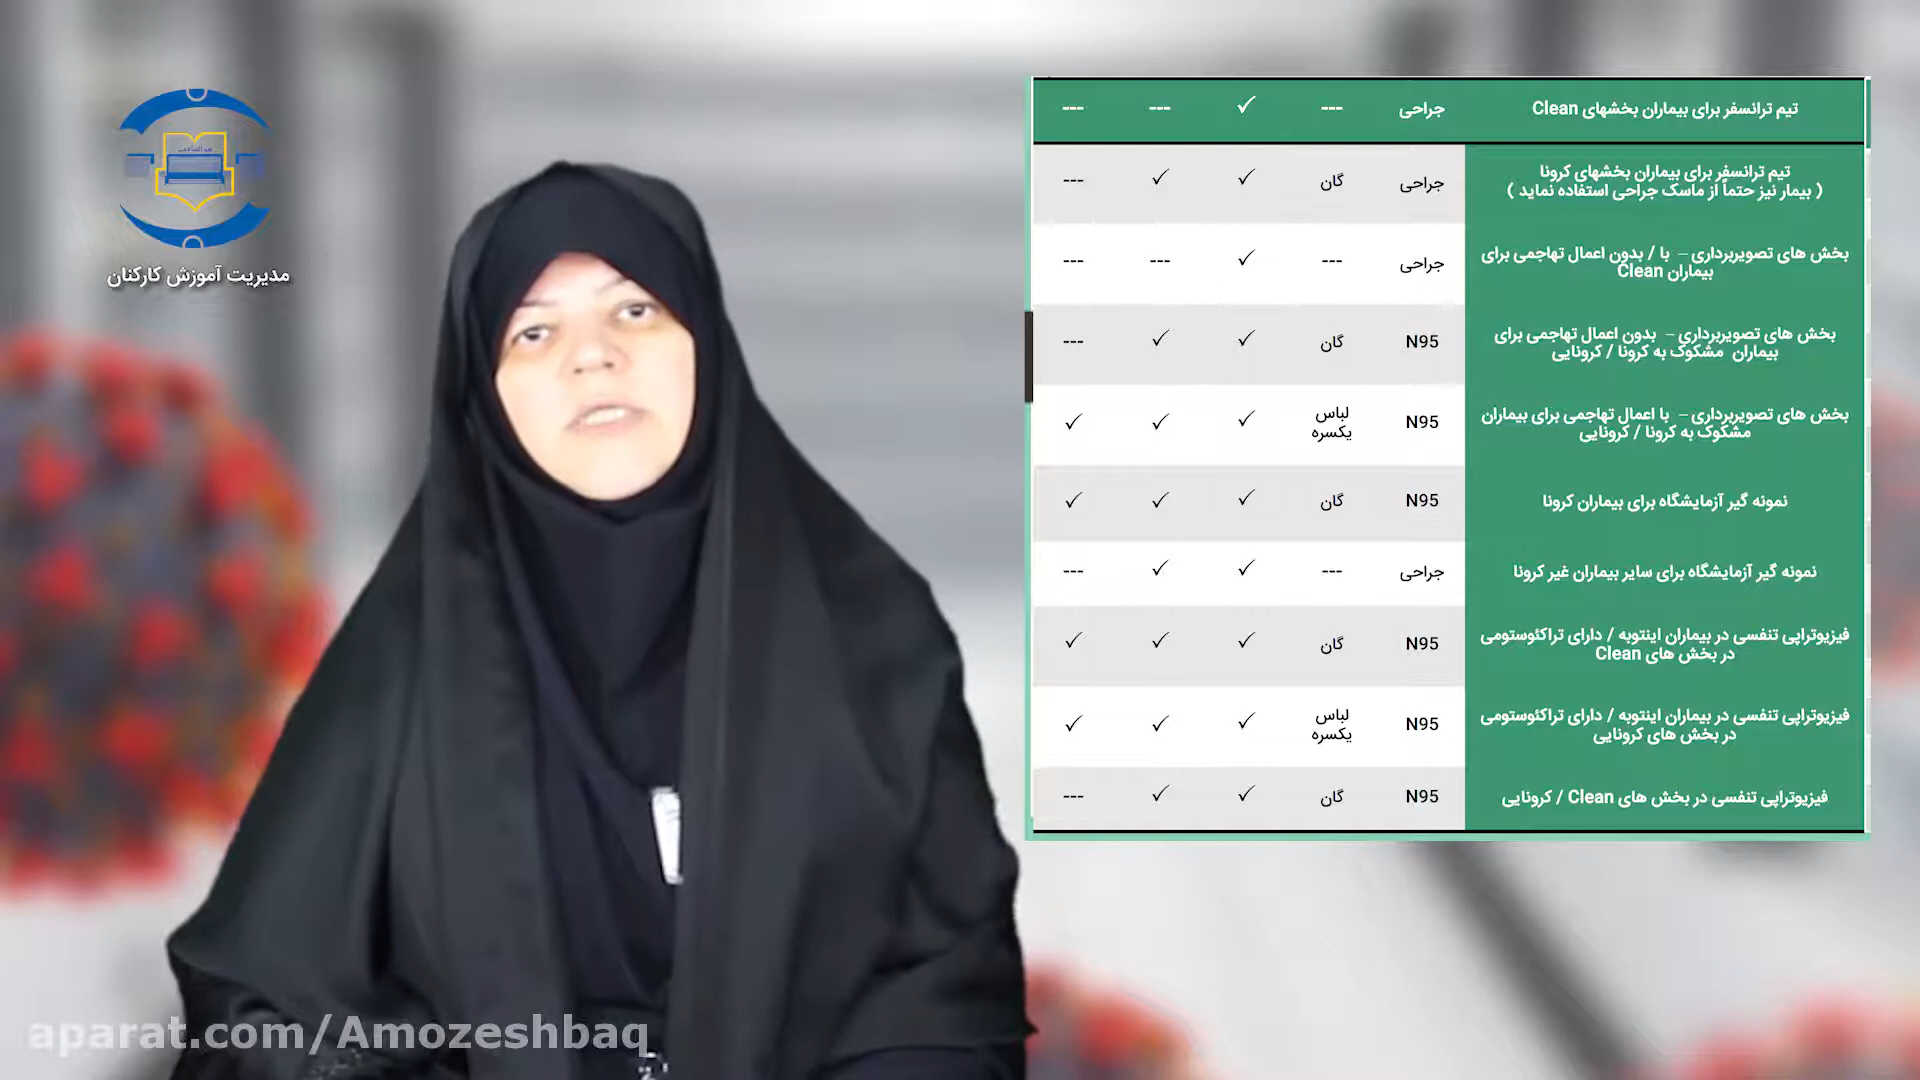 مدیریت آموزش کارکنان
تیم ترانسفر برای بیماران بخشهای Clean جراحی --- ✓ --- ---
تیم ترانسفر برای بیماران بخشهای کرونا
( بیمار نیز حتماً از ماسک جراحی استفاده نماید )
جراحی گان ✓ ✓ ---
بخش های تصویربرداری – با / بدون اعمال تهاجمی برای
بیماران Clean
جراحی --- ✓ --- ---
بخش های تصویربرداری – بدون اعمال تهاجمی برای
بیماران مشکوک به کرونا / کرونایی
N95 گان ✓ ✓ ---
بخش های تصویربرداری – با اعمال تهاجمی برای بیماران
مشکوک به کرونا / کرونایی
N95 لباس یکسره ✓ ✓ ✓
نمونه گیر آزمایشگاه برای بیماران کرونا N95 گان ✓ ✓ ✓
نمونه گیر آزمایشگاه برای سایر بیماران غیر کرونا جراحی --- ✓ ✓ ---
فیزیوتراپی تنفسی در بیماران اینتوبه / دارای تراکئوستومی
در بخش های Clean
N95 گان ✓ ✓ ✓
فیزیوتراپی تنفسی در بیماران اینتوبه / دارای تراکئوستومی
در بخش های کرونایی
N95 لباس یکسره ✓ ✓ ✓
فیزیوتراپی تنفسی در بخش های Clean / کرونایی N95 گان ✓ ✓ ---
aparat.com/Amozeshbaq